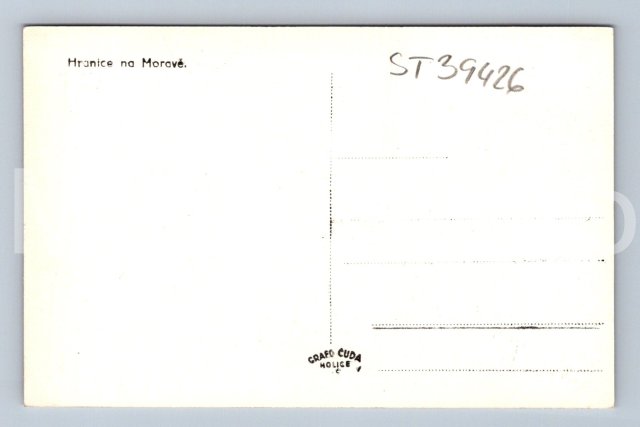 Hranice na Moravě.
ST39426
GRAFO ČUDA
HOLICE